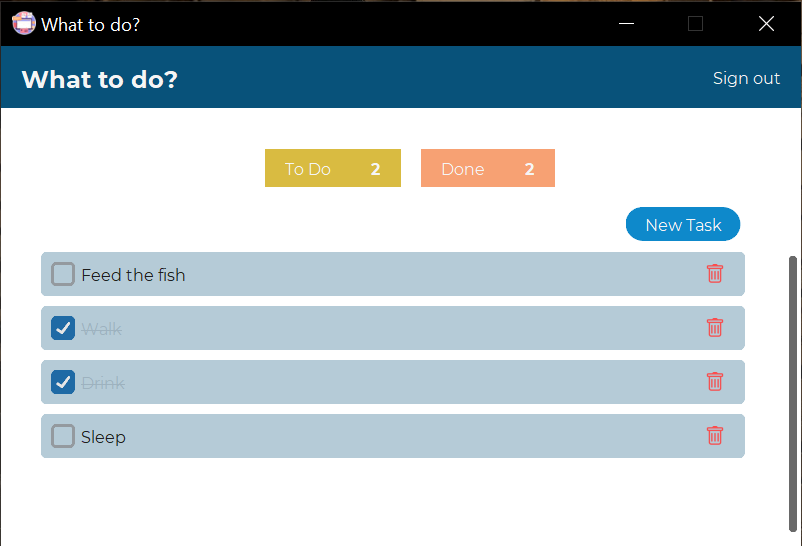 What to do?
What to do? Sign out
To Do 2 Done 2
New Task
Feed the fish
Walk
Drink
Sleep